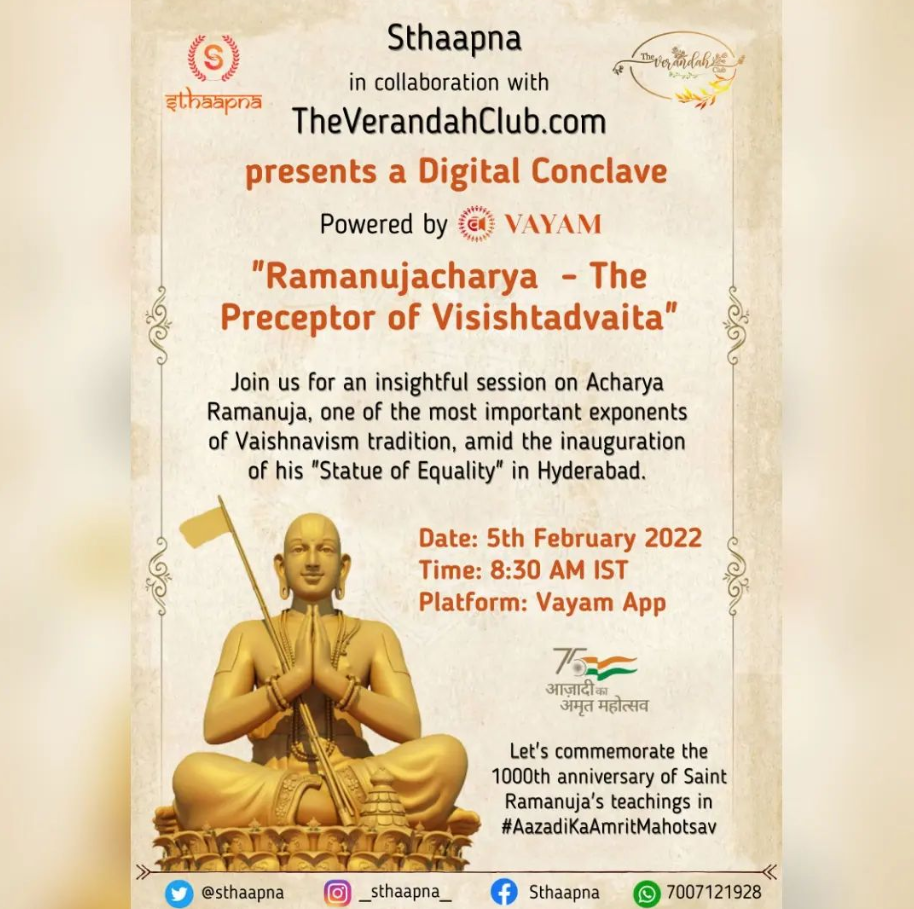 Sthaapna
in collaboration with
TheVerandahClub.com
presents a Digital Conclave
Powered by VAYAM
"Ramanujacharya - The
Preceptor of Visishtadvaita"
S
sthaapna
The
Verandah
Club
Join us for an insightful session on Acharya
Ramanuja, one of the most important exponents
of Vaishnavism tradition, amid the inauguration
of his "Statue of Equality" in Hyderabad.
Date: 5th February 2022
Time: 8:30 AM IST
Platform: Vayam App
75
आज़ादी का
अमृत महोत्सव
Let's commemorate the
1000th anniversary of Saint
Ramanuja's teachings in
#AazadiKaAmritMahotsav
@sthaapna _sthaapna_ Sthaapna 7007121928